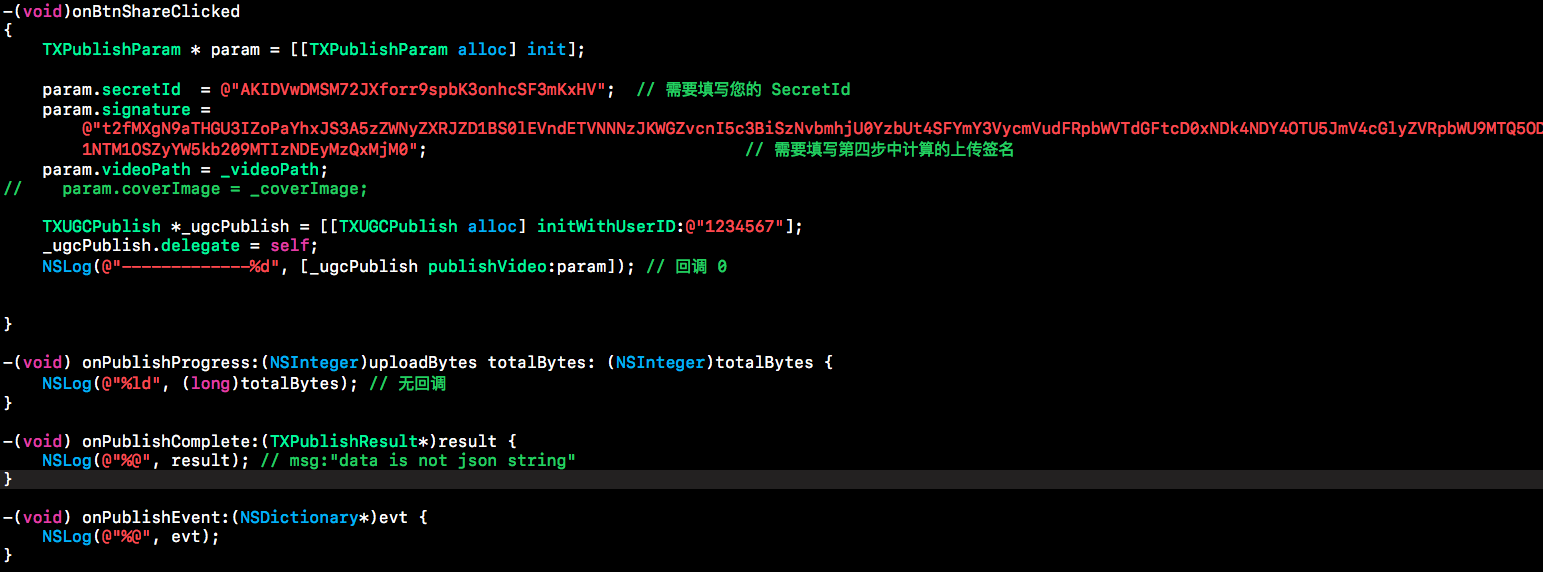 -(void)onBtnShareClicked
{
    TXPublishParam * param = [[TXPublishParam alloc] init];
    param.secretId  = @"AKIDVwDMSM72JXforr9spbK3onhcSF3mKxHV";  // 需要填写您的 SecretId
    param.signature =
        @"t2fMXgN9aTHGU3IZoPaYhxJS3A5zZWNyZXRJZD1BS0lEVndETVNNNzJKWGZvcnI5c3BiSzNvbmhjU0YzbUt4SFYmY3VycmVudFRpbWVTdGFtcD0xNDk4NDY4OTU5JmV4cGlyZVRpbWU9MTQ5OD
        1NTM1OSZyYW5kb209MTIzNDEyMzQxMjM0";                                // 需要填写第四步中计算的上传签名
    param.videoPath = _videoPath;
//    param.coverImage = _coverImage;
    TXUGCPublish *_ugcPublish = [[TXUGCPublish alloc] initWithUserID:@"1234567"];
    _ugcPublish.delegate = self;
    NSLog(@"-------------%d", [_ugcPublish publishVideo:param]); // 回调 0
}
-(void) onPublishProgress:(NSInteger)uploadBytes totalBytes: (NSInteger)totalBytes {
    NSLog(@"%ld", (long)totalBytes); // 无回调
}
-(void) onPublishComplete:(TXPublishResult*)result {
    NSLog(@"%@", result); // msg:"data is not json string"
}
-(void) onPublishEvent:(NSDictionary*)evt {
    NSLog(@"%@", evt);
}